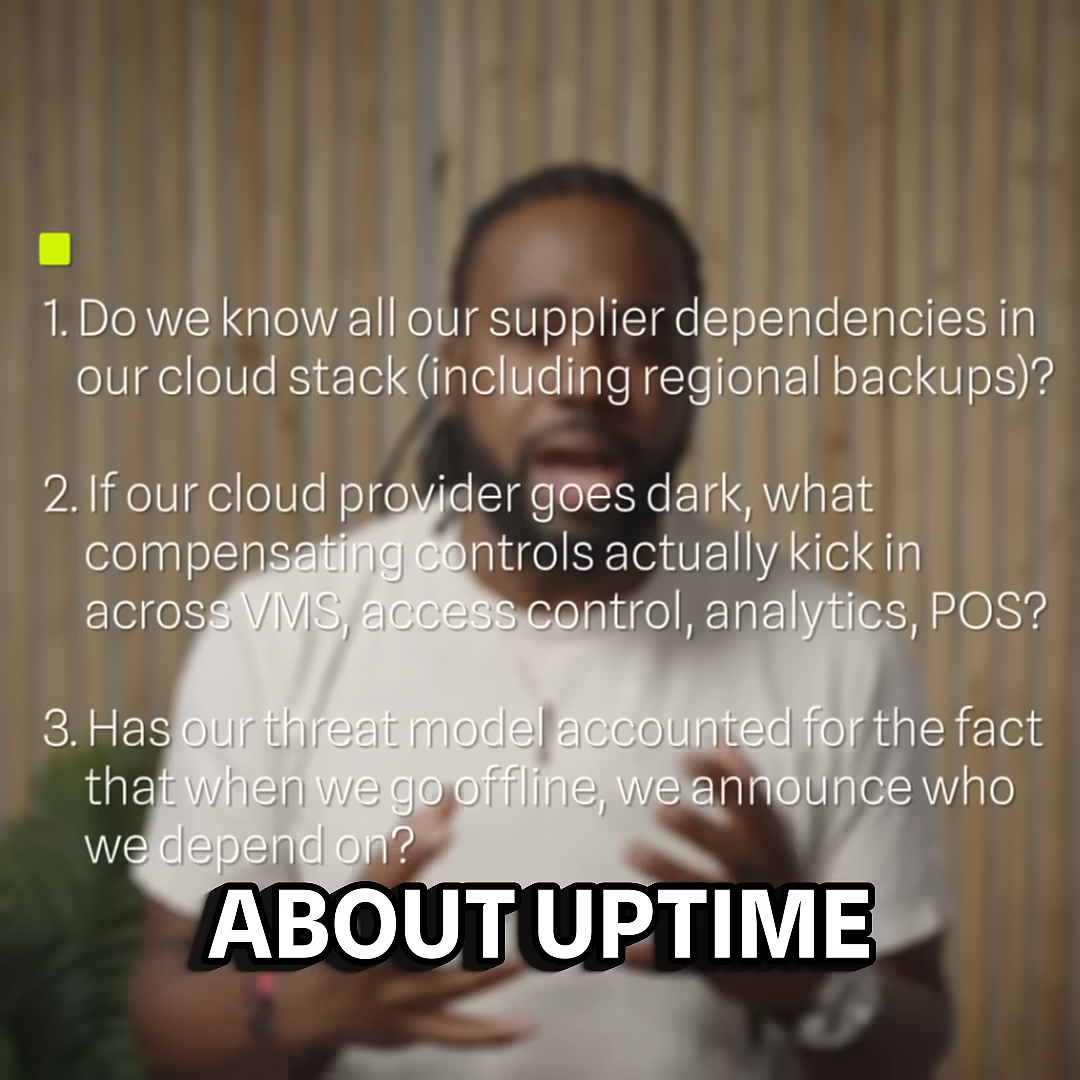 1. Do we know all our supplier dependencies in
our cloud stack (including regional backups)?
2. If our cloud provider goes dark, what
compensating controls actually kick in
across VMS, access control, analytics, POS?
3. Has our threat model accounted for the fact
that when we go offline, we announce who
we depend on?
ABOUT UPTIME